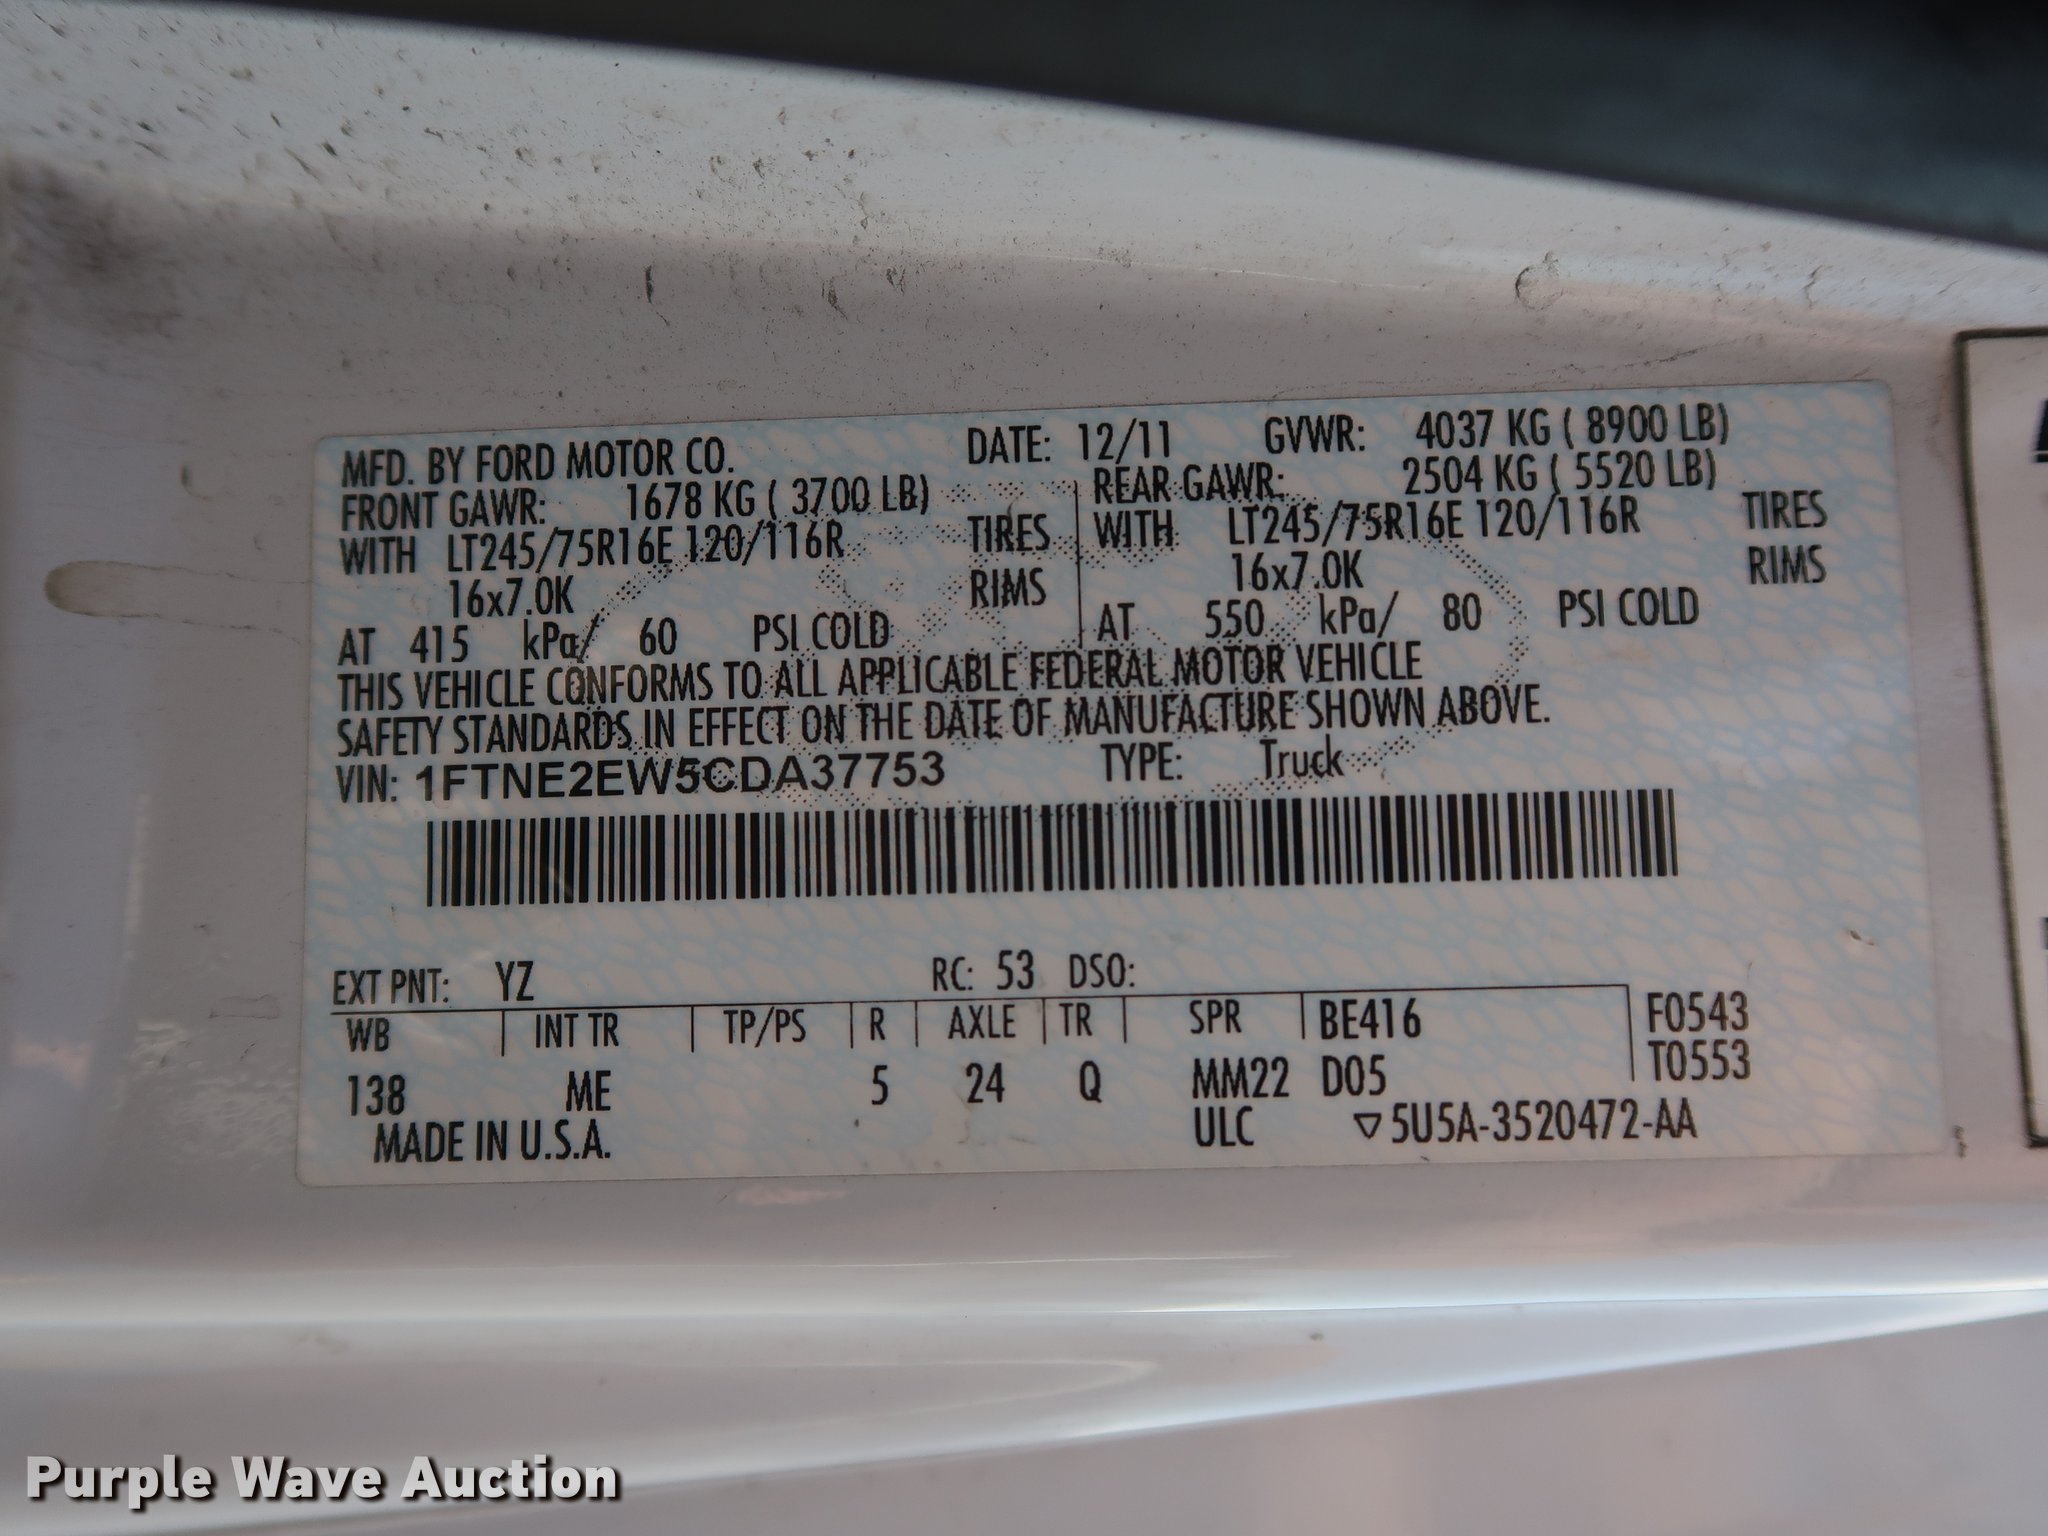 MFD. BY FORD MOTOR CO. DATE: 12/11 GVWR: 4037 KG ( 8900 LB)
FRONT GAWR: 1678 KG ( 3700 LB) REAR GAWR: 2504 KG ( 5520 LB)
WITH LT245/75R16E 120/116R TIRES WITH LT245/75R16E 120/116R TIRES
16x7.0K RIMS 16x7.0K RIMS
AT 415 kPa/ 60 PSI COLD AT 550 kPa/ 80 PSI COLD
THIS VEHICLE CONFORMS TO ALL APPLICABLE FEDERAL MOTOR VEHICLE
SAFETY STANDARDS IN EFFECT ON THE DATE OF MANUFACTURE SHOWN ABOVE.
VIN: 1FTNE2EW5CDA37753 TYPE: Truck
EXT PNT: YZ RC: 53 DSO:
WB INT TR TP/PS R AXLE TR SPR BE416 F0543
138 ME 5 24 Q MM22 D05 T0553
MADE IN U.S.A. ULC ▽5U5A-3520472-AA
Purple Wave Auction